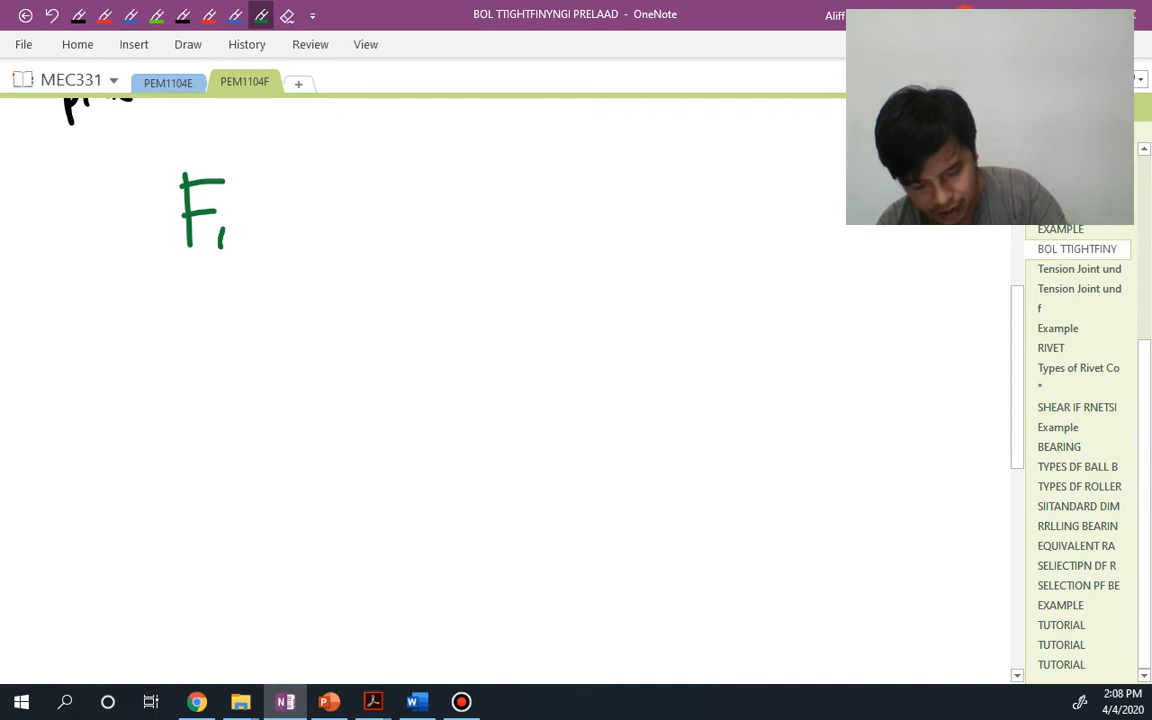 BOL TTIGHTFINYNGI PRELAAD - OneNote
Aliff
File Home Insert Draw History Review View
MEC331
PEM1104E
PEM1104F
F
EXAMPLE
BOL TTIGHTFINY
Tension Joint und
Tension Joint und
f
Example
RIVET
Types of Rivet Co
*
SHEAR IF RNETSI
Example
BEARING
TYPES DF BALL B
TYPES DF ROLLER
SIITANDARD DIM
RRLLING BEARIN
EQUIVALENT RA
SELIECTIPN DF R
SELECTION PF BE
EXAMPLE
TUTORIAL
TUTORIAL
TUTORIAL
2:08 PM
4/4/2020